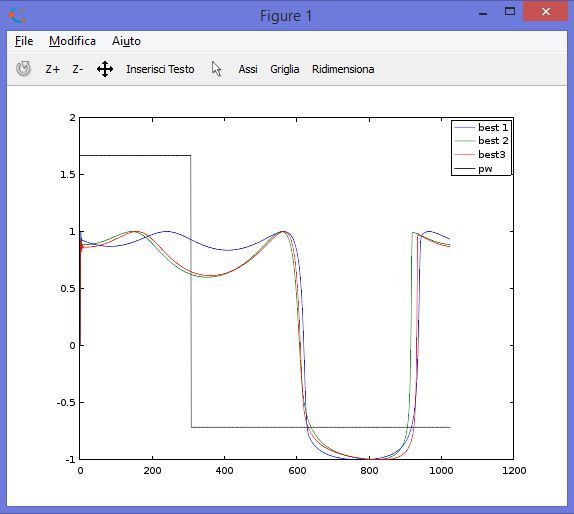 Figure 1
File Modifica Aiuto
Z+ Z- Inserisci Testo Assi Griglia Ridimensiona
2
1.5
1
0.5
0
-0.5
-1
0 200 400 600 800 1000 1200
best 1
best 2
best3
pw